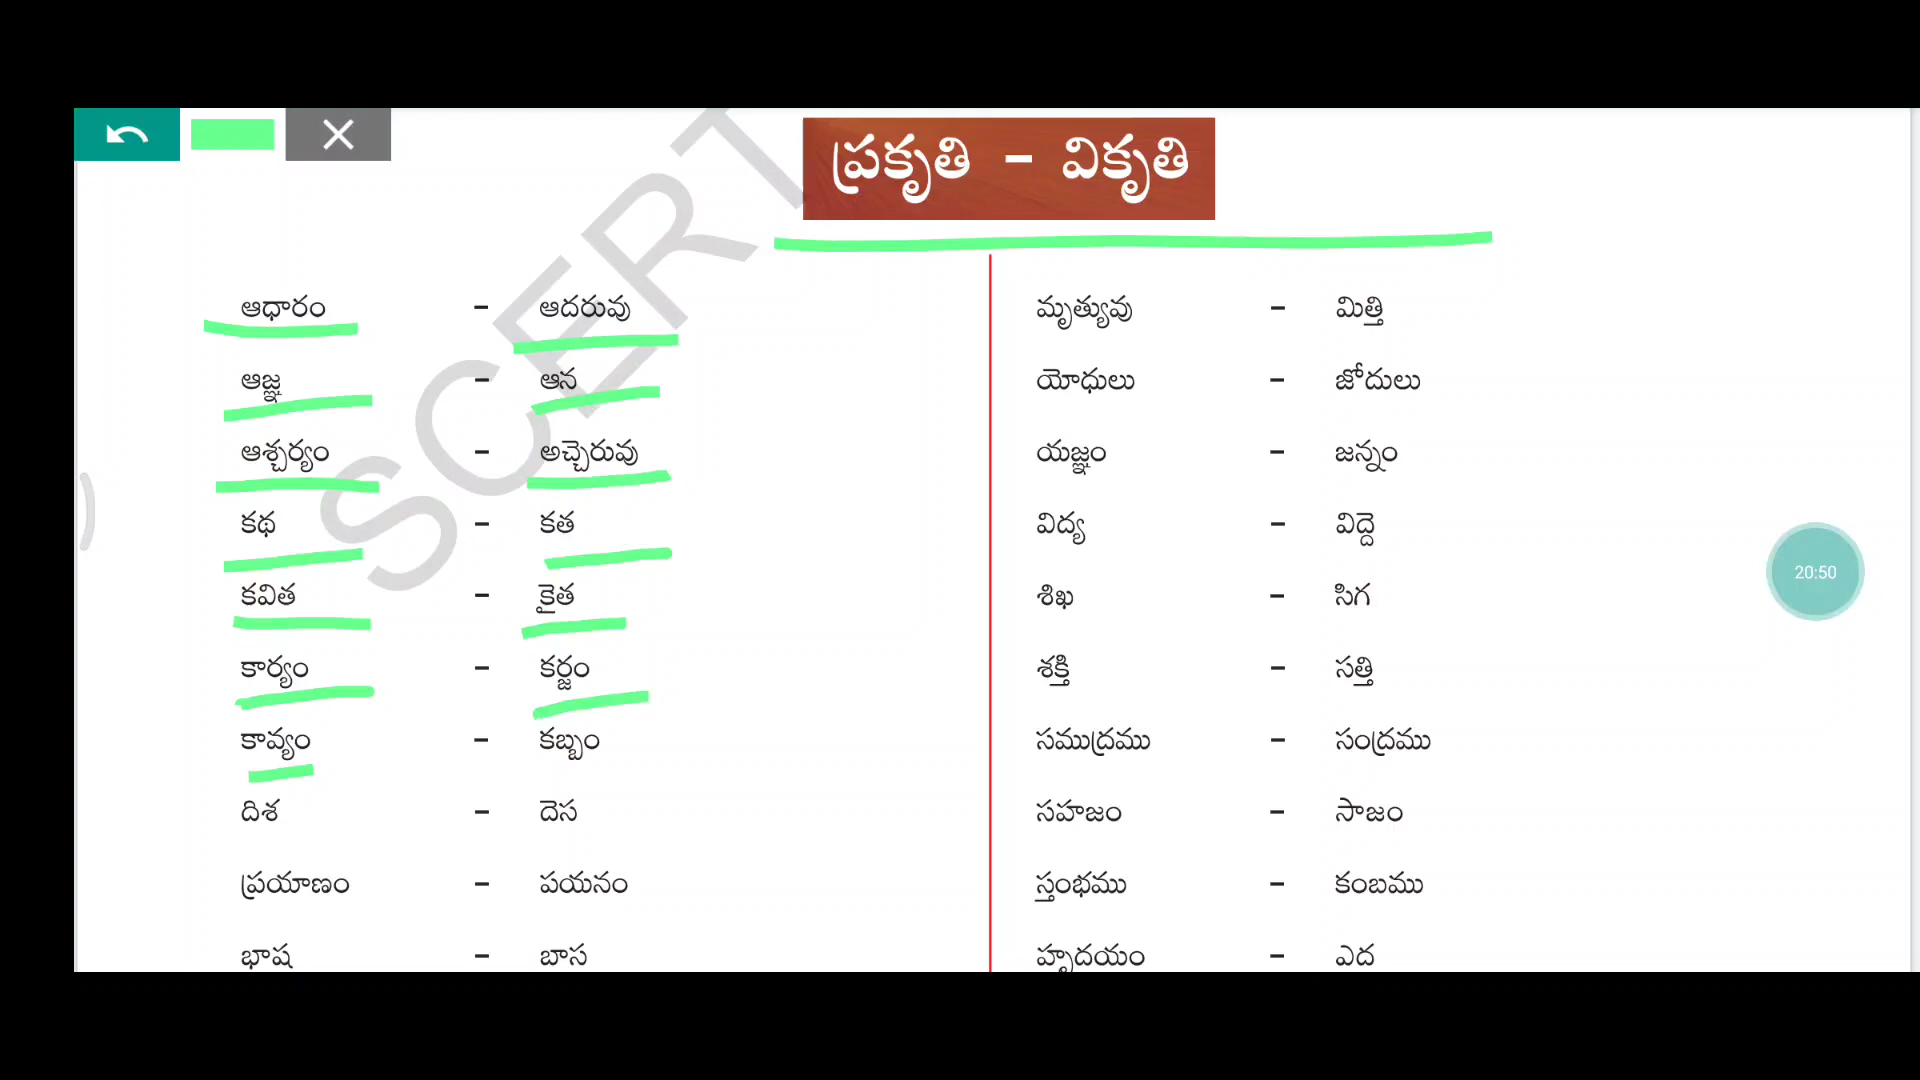 ప్రకృతి - వికృతి
SCERT
ఆధారం - ఆదరువు
ఆజ్ఞ - ఆన
ఆశ్చర్యం - అచ్చెరువు
కథ - కత
కవిత - కైత
కార్యం - కర్జం
కావ్యం - కబ్బం
దిశ - దెస
ప్రయాణం - పయనం
భాష - బాస
మృత్యువు - మిత్తి
యోధులు - జోదులు
యజ్ఞం - జన్నం
విద్య - విద్దె
శిఖ - సిగ
శక్తి - సత్తి
సముద్రము - సంద్రము
సహజం - సాజం
స్తంభము - కంబము
హృదయం - ఎద
20:50